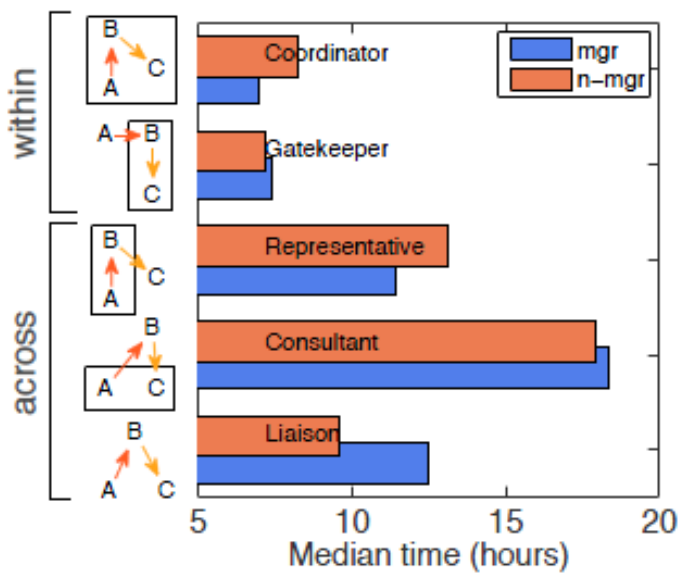 mgr
n-mgr
within
B
C
A
Coordinator
A B
C
Gatekeeper
across
B
C
A
Representative
B
A C
Consultant
B
A C
Liaison
5 10 15 20
Median time (hours)